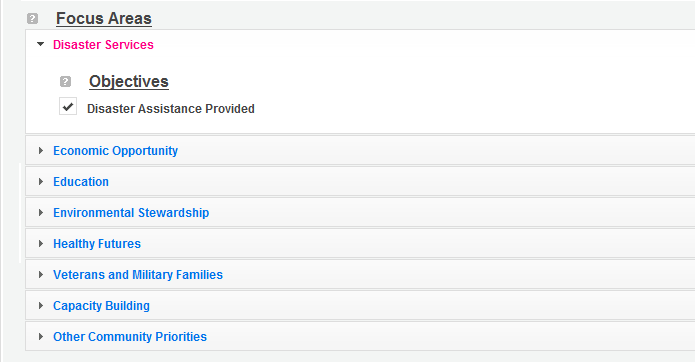 Focus Areas
Disaster Services
Objectives
Disaster Assistance Provided
Economic Opportunity
Education
Environmental Stewardship
Healthy Futures
Veterans and Military Families
Capacity Building
Other Community Priorities